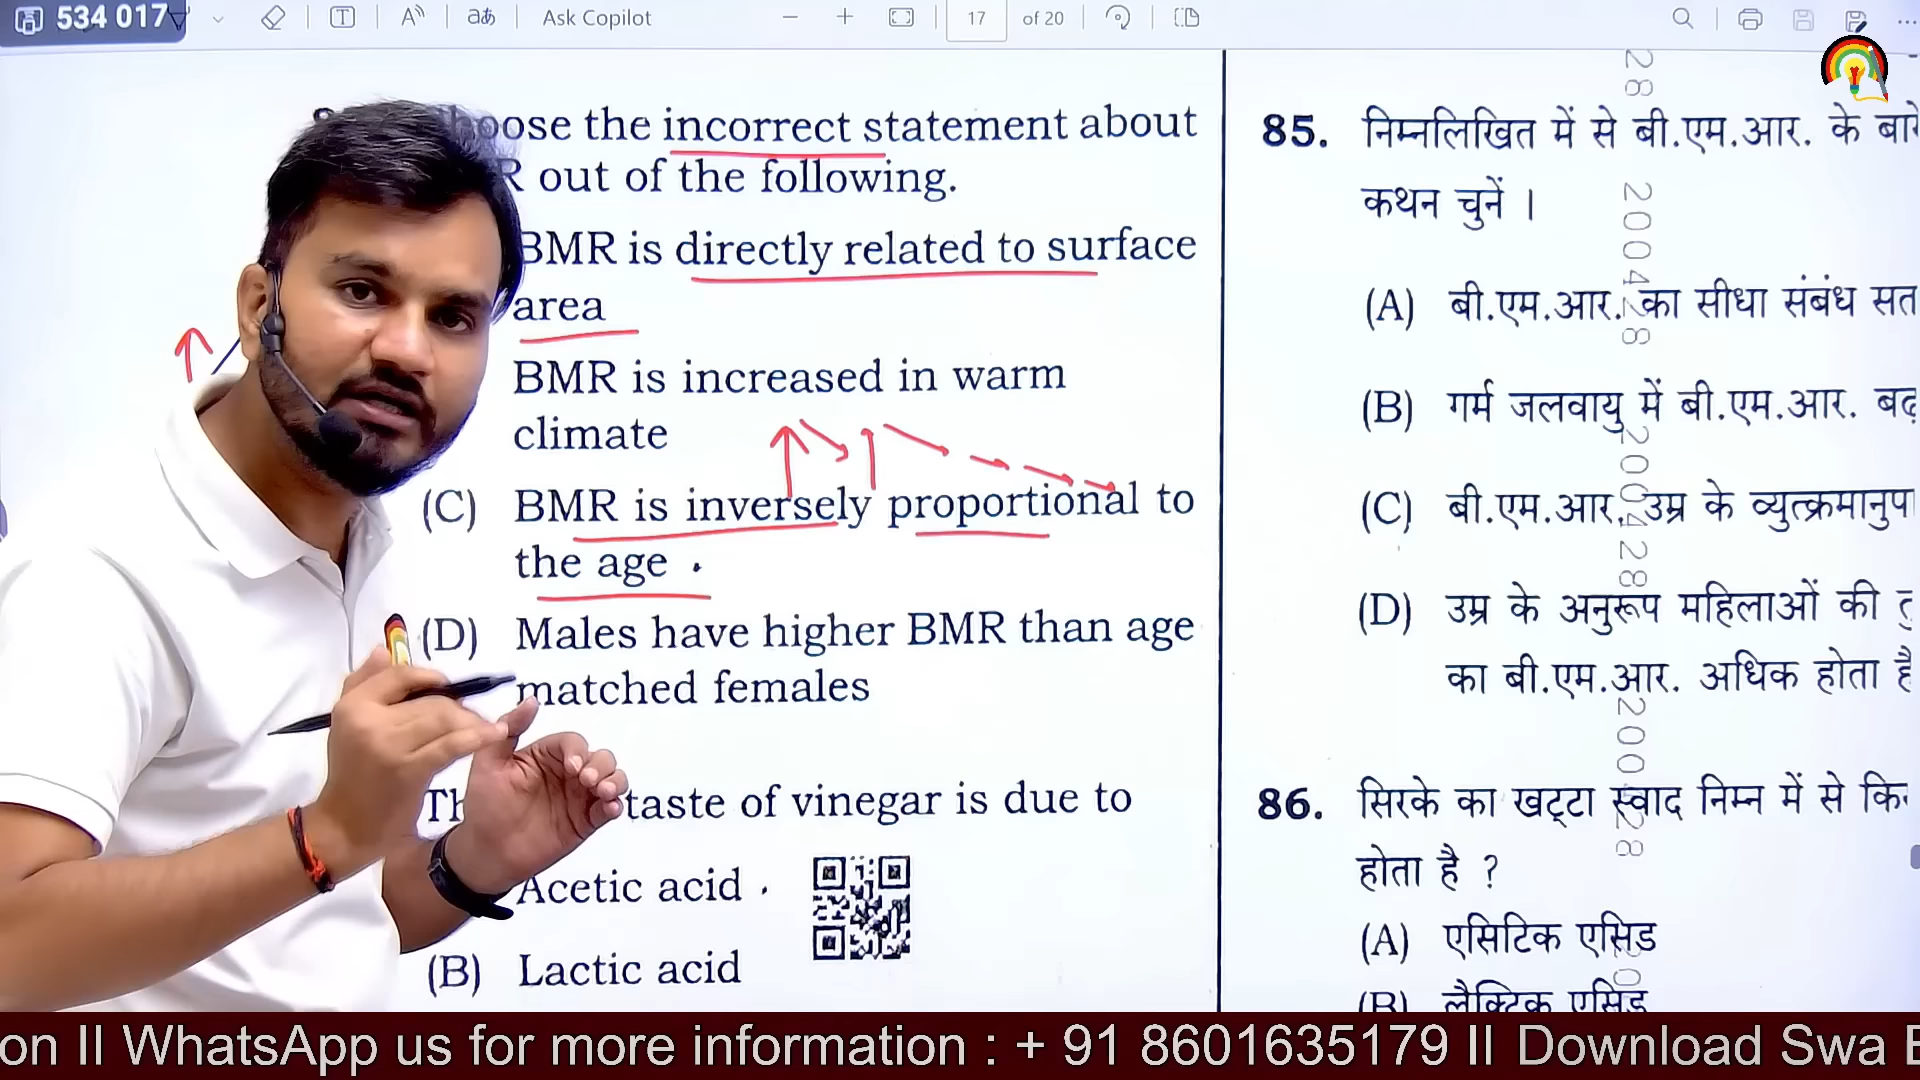 534 017
Ask Copilot
17 of 20
oose the incorrect statement about
out of the following.
BMR is directly related to surface
area
BMR is increased in warm
climate
(C) BMR is inversely proportional to
the age
(D) Males have higher BMR than age
matched females
taste of vinegar is due to
Acetic acid
(B) Lactic acid
85. निम्नलिखित में से बी.एम.आर. के बारे
कथन चुनें ।
(A) बी.एम.आर. का सीधा संबंध सत
(B) गर्म जलवायु में बी.एम.आर. बढ़
(C) बी.एम.आर. उम्र के व्युत्क्रमानुपा
(D) उम्र के अनुरूप महिलाओं की तु
का बी.एम.आर. अधिक होता है
86. सिरके का खट्टा स्वाद निम्न में से कि
होता है ?
(A) एसिटिक एसिड
(B) लैक्टिक एसिड
on II WhatsApp us for more information : + 91 8601635179 II Download Swa